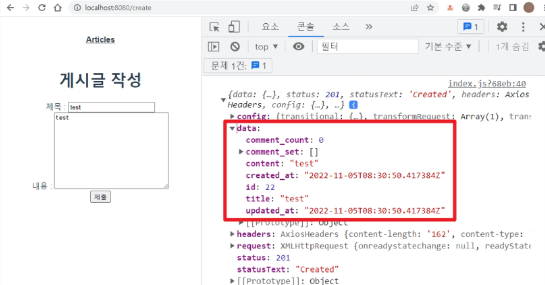 localhost:8080/create
Articles
게시글 작성
제목 : test
test
내용 :
제출
요소 콘솔 소스 » 1
top ▼ 필터 기본 수준 ▼ 1개 숨김
문제 1건: 1
index.js?68eb:40
{data: {…}, status: 201, statusText: 'Created', headers: Axios
Headers, config: {…}, …}
▶ config: {transitional: {…}, transformRequest: Array(1), trans
▼ data:
comment_count: 0
▶ comment_set: []
content: "test"
created_at: "2022-11-05T08:30:50.417384Z"
id: 22
title: "test"
updated_at: "2022-11-05T08:30:50.417384Z"
▶ [[Prototype]]: Object
▶ headers: AxiosHeaders {content-length: '162', content-type:
▶ request: XMLHttpRequest {onreadystatechange: null, readyState
status: 201
statusText: "Created"
▶ [[Prototype]]: Object